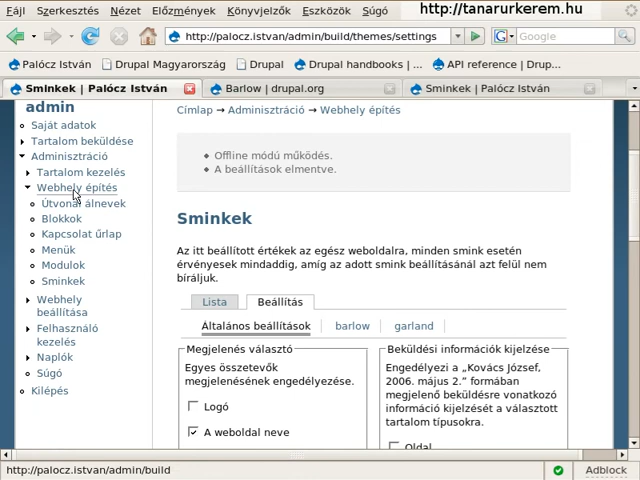 Fájl Szerkesztés Nézet Előzmények Könyvjelzők Eszközök Súgó http://tanarurkerem.hu
http://palocz.istvan/admin/build/themes/settings Google
Palócz István Drupal Magyarország Drupal Drupal handbooks | ... API reference | Drup...
Sminkek | Palócz István Barlow | drupal.org Sminkek | Palócz István
admin
Saját adatok
Tartalom beküldése
Adminisztráció
Tartalom kezelés
Webhely építés
Útvonal álnevek
Blokkok
Kapcsolat űrlap
Menük
Modulok
Sminkek
Webhely
beállítása
Felhasználó
kezelés
Naplók
Súgó
Kilépés
Címlap → Adminisztráció → Webhely építés
Offline módú működés.
A beállítások elmentve.
Sminkek
Az itt beállított értékek az egész weboldalra, minden smink esetén
érvényesek mindaddig, amíg az adott smink beállításánál azt felül nem
bíráljuk.
Lista Beállítás
Általános beállítások barlow garland
Megjelenés választó
Egyes összetevők
megjelenésének engedélyezése.
Logó
A weboldal neve
Beküldési információk kijelzése
Engedélyezi a „Kovács József,
2006. május 2.” formában
megjelenő beküldésre vonatkozó
információ kijelzését a választott
tartalom típusokra.
Oldal
http://palocz.istvan/admin/build Adblock